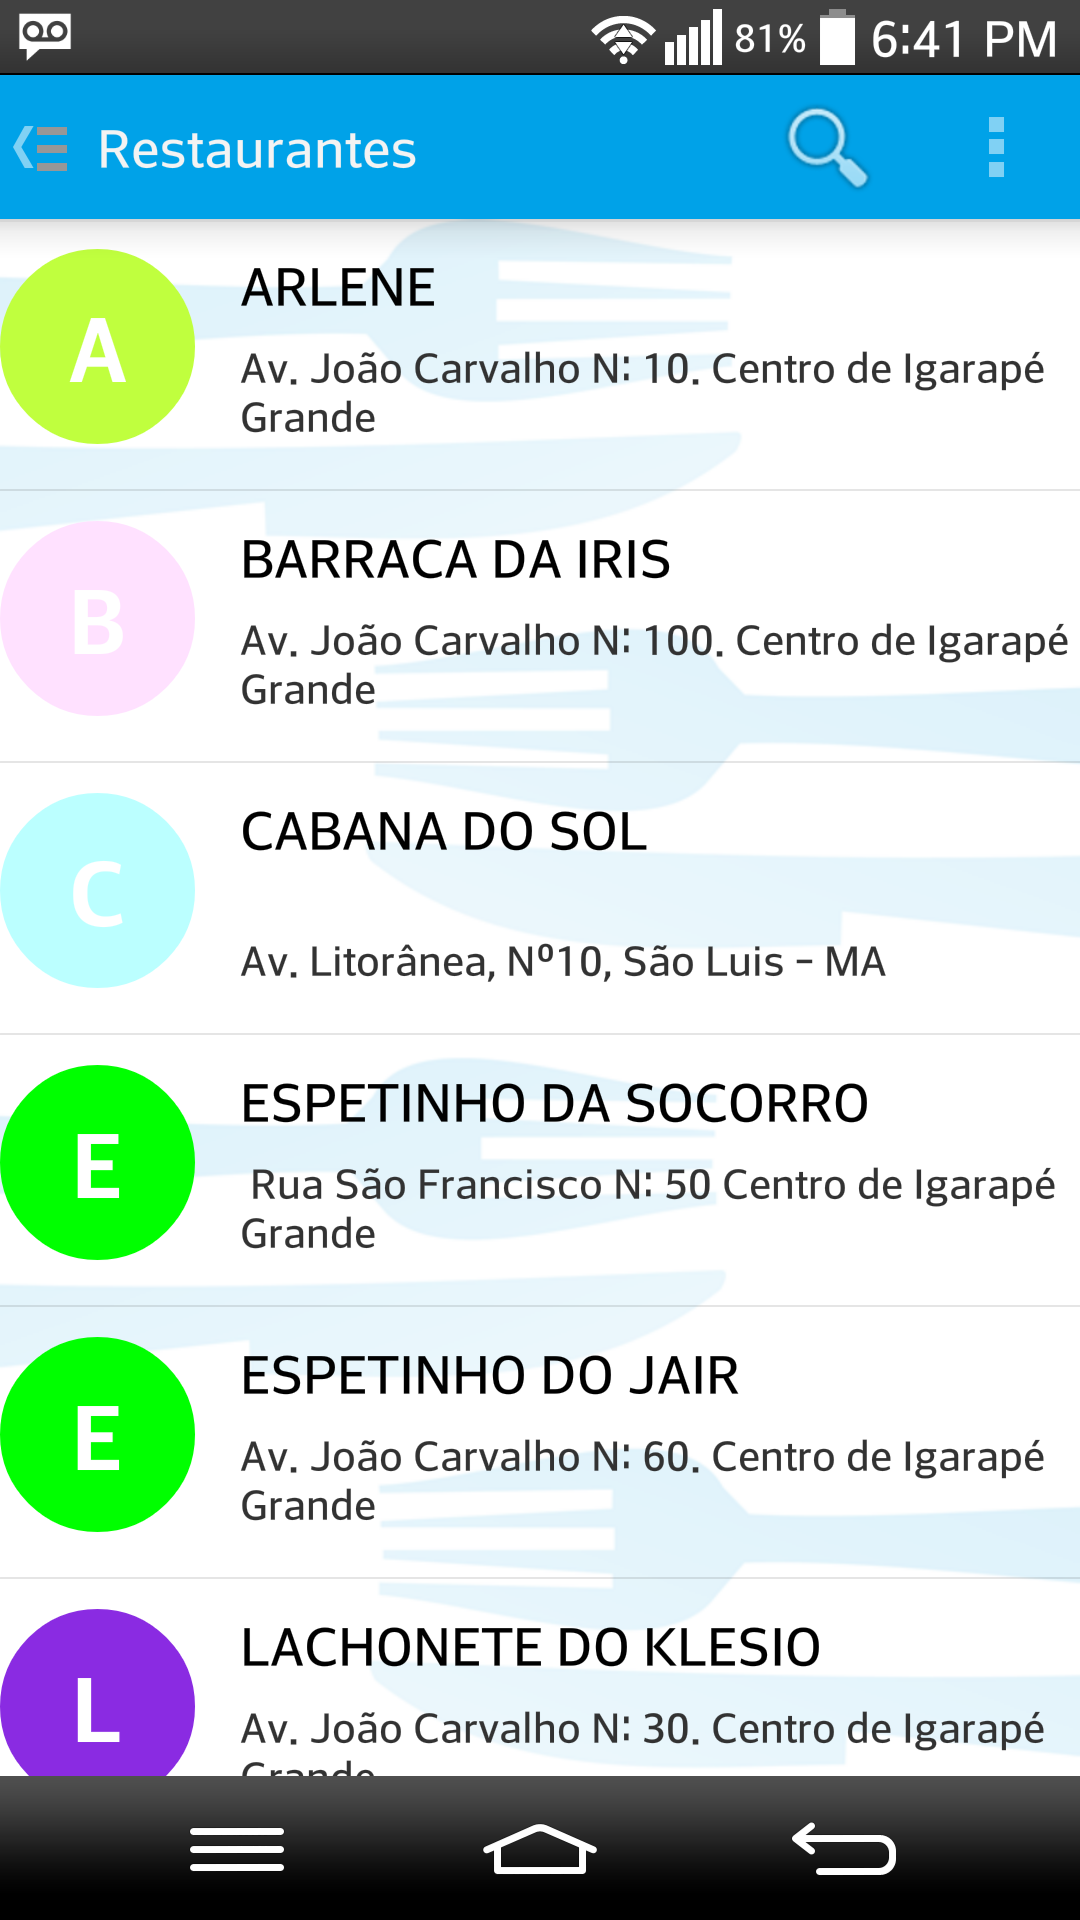 81% 6:41 PM
Restaurantes
A
ARLENE
Av. João Carvalho N: 10. Centro de Igarapé
Grande
B
BARRACA DA IRIS
Av. João Carvalho N: 100. Centro de Igarapé
Grande
C
CABANA DO SOL
Av. Litorânea, Nº10, São Luis - MA
E
ESPETINHO DA SOCORRO
Rua São Francisco N: 50 Centro de Igarapé
Grande
E
ESPETINHO DO JAIR
Av. João Carvalho N: 60. Centro de Igarapé
Grande
L
LACHONETE DO KLESIO
Av. João Carvalho N: 30. Centro de Igarapé
Grande